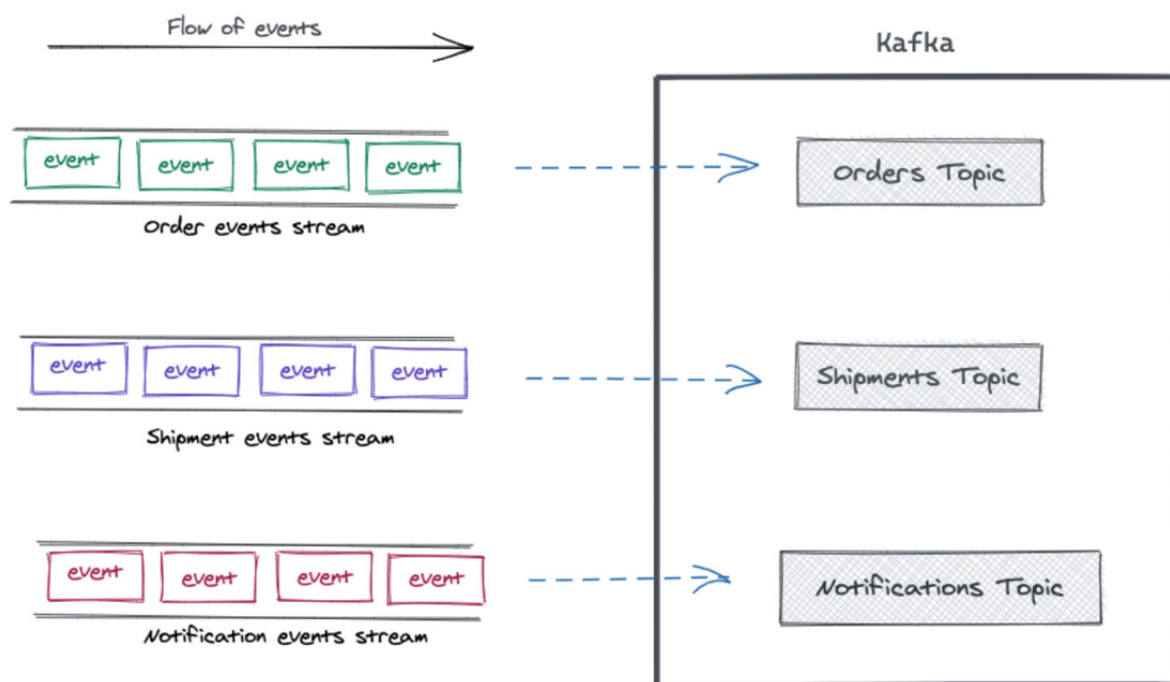 Flow of events
Kafka
event event event event
Orders Topic
Order events stream
event event event event
Shipments Topic
Shipment events stream
event event event event
Notifications Topic
Notification events stream